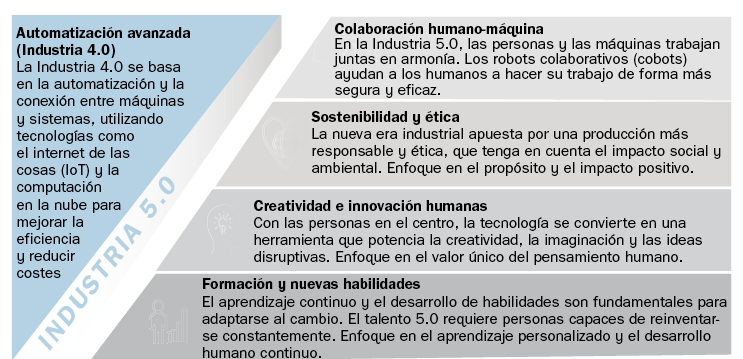 Automatización avanzada
(Industria 4.0)
La Industria 4.0 se basa
en la automatización y la
conexión entre máquinas
y sistemas, utilizando
tecnologías como
el internet de las
cosas (IoT) y la
computación
en la nube para
mejorar la
eficiencia
y reducir
costes
INDUSTRIA 5.0
Colaboración humano-máquina
En la Industria 5.0, las personas y las máquinas trabajan
juntas en armonía. Los robots colaborativos (cobots)
ayudan a los humanos a hacer su trabajo de forma más
segura y eficaz.
Sostenibilidad y ética
La nueva era industrial apuesta por una producción más
responsable y ética, que tenga en cuenta el impacto social y
ambiental. Enfoque en el propósito y el impacto positivo.
Creatividad e innovación humanas
Con las personas en el centro, la tecnología se convierte en una
herramienta que potencia la creatividad, la imaginación y las ideas
disruptivas. Enfoque en el valor único del pensamiento humano.
Formación y nuevas habilidades
El aprendizaje continuo y el desarrollo de habilidades son fundamentales para
adaptarse al cambio. El talento 5.0 requiere personas capaces de reinventar-
se constantemente. Enfoque en el aprendizaje personalizado y el desarrollo
humano continuo.